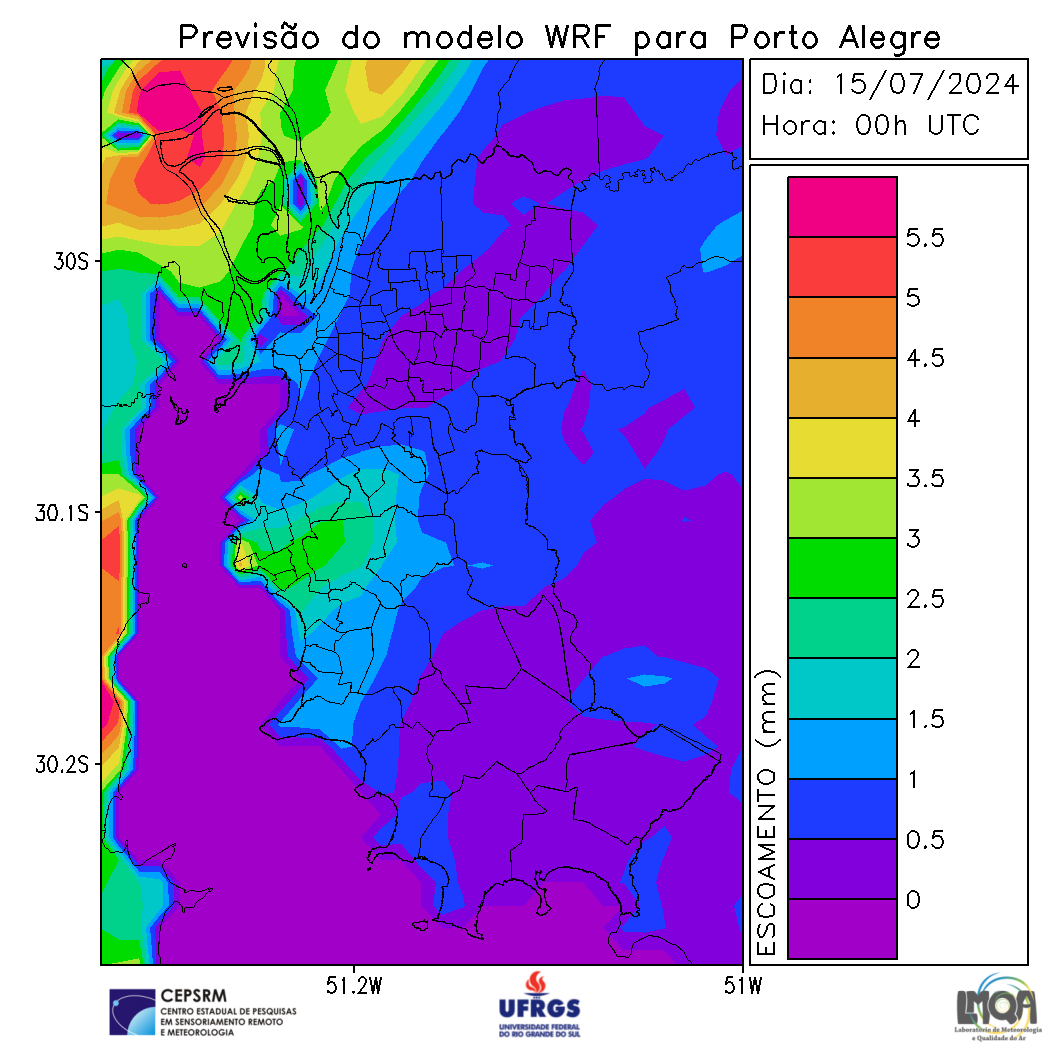 Previsão do modelo WRF para Porto Alegre
Dia: 15/07/2024
Hora: 00h UTC
30S
30.1S
30.2S
51.2W
51W
5.5
5
4.5
4
3.5
3
2.5
2
1.5
1
0.5
0
ESCOAMENTO (mm)
CEPSRM
CENTRO ESTADUAL DE PESQUISAS
EM SENSORIAMENTO REMOTO
E METEOROLOGIA
UFRGS
UNIVERSIDADE FEDERAL
DO RIO GRANDE DO SUL
LMQA
Laboratório de Meteorologia
e Qualidade do Ar